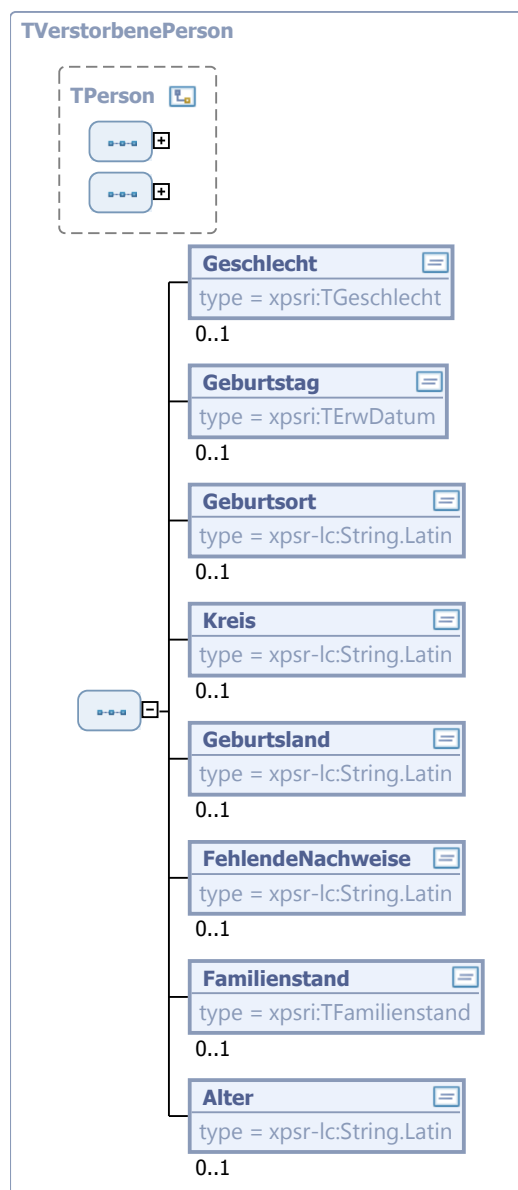 TVerstorbenePerson
TPerson
Geschlecht
type = xpsri:TGeschlecht
0..1
Geburtstag
type = xpsri:TErwDatum
0..1
Geburtsort
type = xpsr-lc:String.Latin
0..1
Kreis
type = xpsr-lc:String.Latin
0..1
Geburtsland
type = xpsr-lc:String.Latin
0..1
FehlendeNachweise
type = xpsr-lc:String.Latin
0..1
Familienstand
type = xpsri:TFamilienstand
0..1
Alter
type = xpsr-lc:String.Latin
0..1